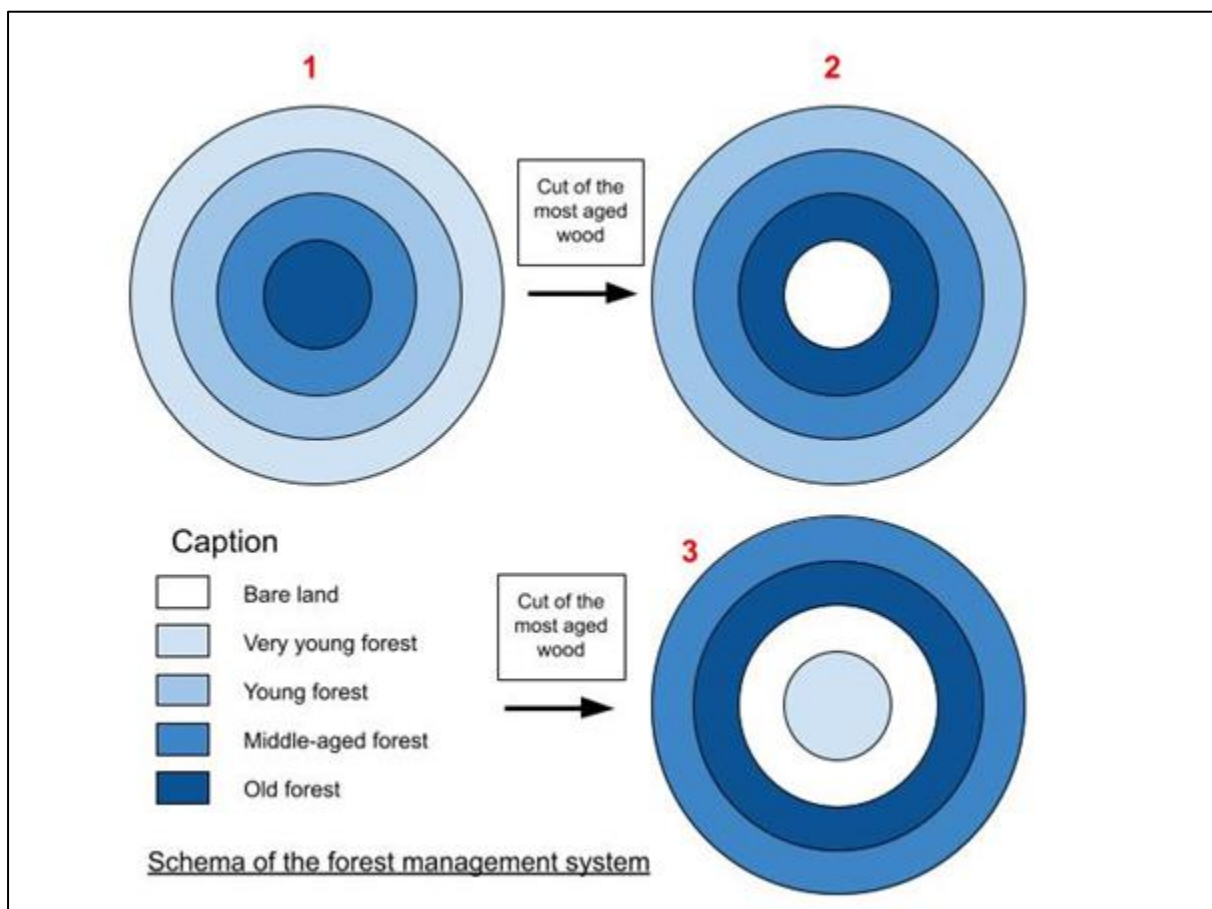 1
2
Cut of the
most aged
wood
3
Cut of the
most aged
wood
Caption
Bare land
Very young forest
Young forest
Middle-aged forest
Old forest
Schema of the forest management system